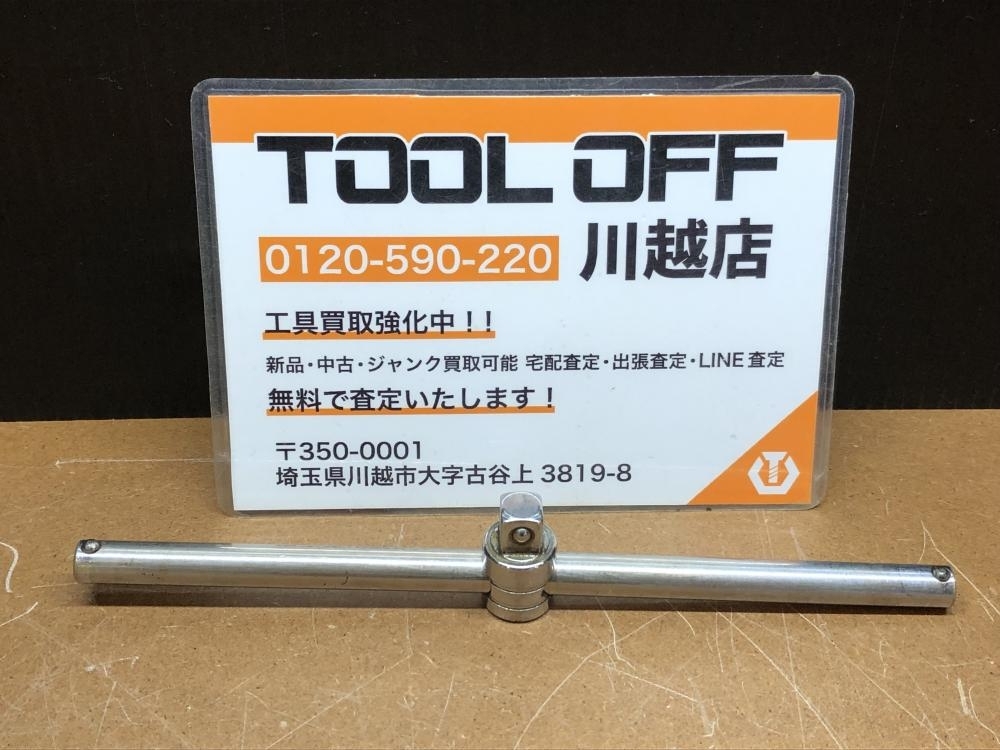 TOOL OFF
0120-590-220 川越店
工具買取強化中！！
新品・中古・ジャンク買取可能 宅配査定・出張査定・LINE査定
無料で査定いたします！
〒350-0001
埼玉県川越市大字古谷上 3819-8